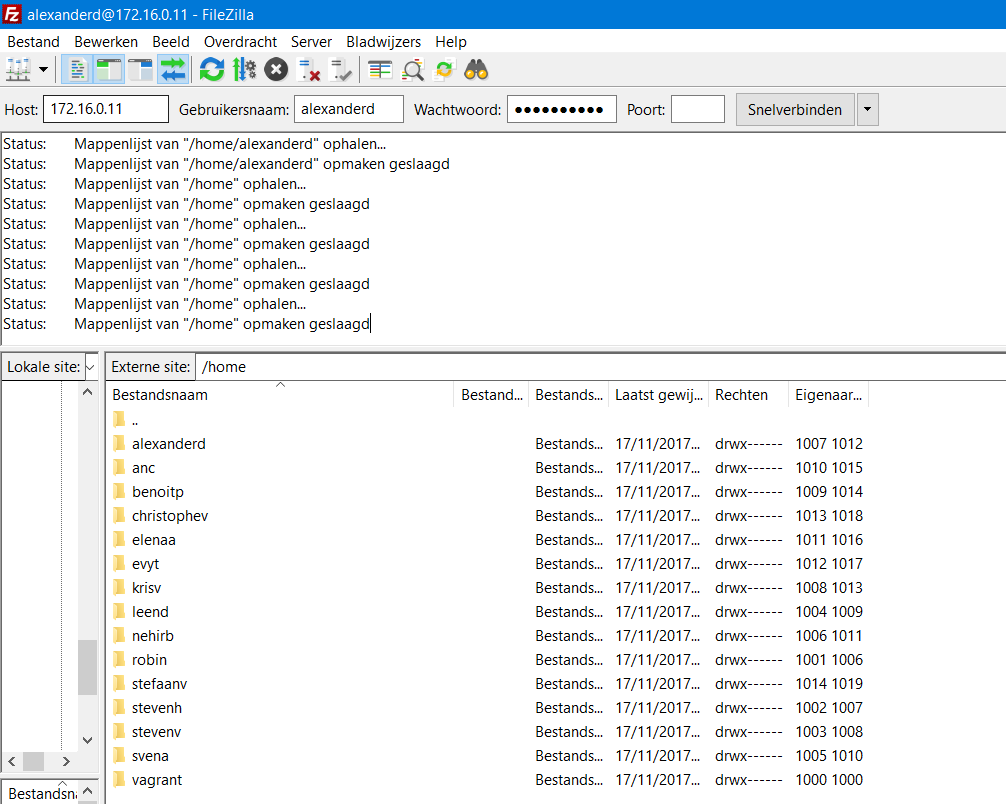 alexanderd@172.16.0.11 - FileZilla
Bestand Bewerken Beeld Overdracht Server Bladwijzers Help
Host: 172.16.0.11 Gebruikersnaam: alexanderd Wachtwoord: ●●●●●●●●●● Poort: Snelverbinden
Status: Mappenlijst van "/home/alexanderd" ophalen...
Status: Mappenlijst van "/home/alexanderd" opmaken geslaagd
Status: Mappenlijst van "/home" ophalen...
Status: Mappenlijst van "/home" opmaken geslaagd
Status: Mappenlijst van "/home" ophalen...
Status: Mappenlijst van "/home" opmaken geslaagd
Status: Mappenlijst van "/home" ophalen...
Status: Mappenlijst van "/home" opmaken geslaagd
Status: Mappenlijst van "/home" ophalen...
Status: Mappenlijst van "/home" opmaken geslaagd
Lokale site: Externe site: /home
Bestandsnaam Bestand... Bestands... Laatst gewij... Rechten Eigenaar...
..
alexanderd Bestands... 17/11/2017... drwx------ 1007 1012
anc Bestands... 17/11/2017... drwx------ 1010 1015
benoitp Bestands... 17/11/2017... drwx------ 1009 1014
christophev Bestands... 17/11/2017... drwx------ 1013 1018
elenaa Bestands... 17/11/2017... drwx------ 1011 1016
evyt Bestands... 17/11/2017... drwx------ 1012 1017
krisv Bestands... 17/11/2017... drwx------ 1008 1013
leend Bestands... 17/11/2017... drwx------ 1004 1009
nehirb Bestands... 17/11/2017... drwx------ 1006 1011
robin Bestands... 17/11/2017... drwx------ 1001 1006
stefaanv Bestands... 17/11/2017... drwx------ 1014 1019
stevenh Bestands... 17/11/2017... drwx------ 1002 1007
stevenv Bestands... 17/11/2017... drwx------ 1003 1008
svena Bestands... 17/11/2017... drwx------ 1005 1010
vagrant Bestands... 17/11/2017... drwx------ 1000 1000